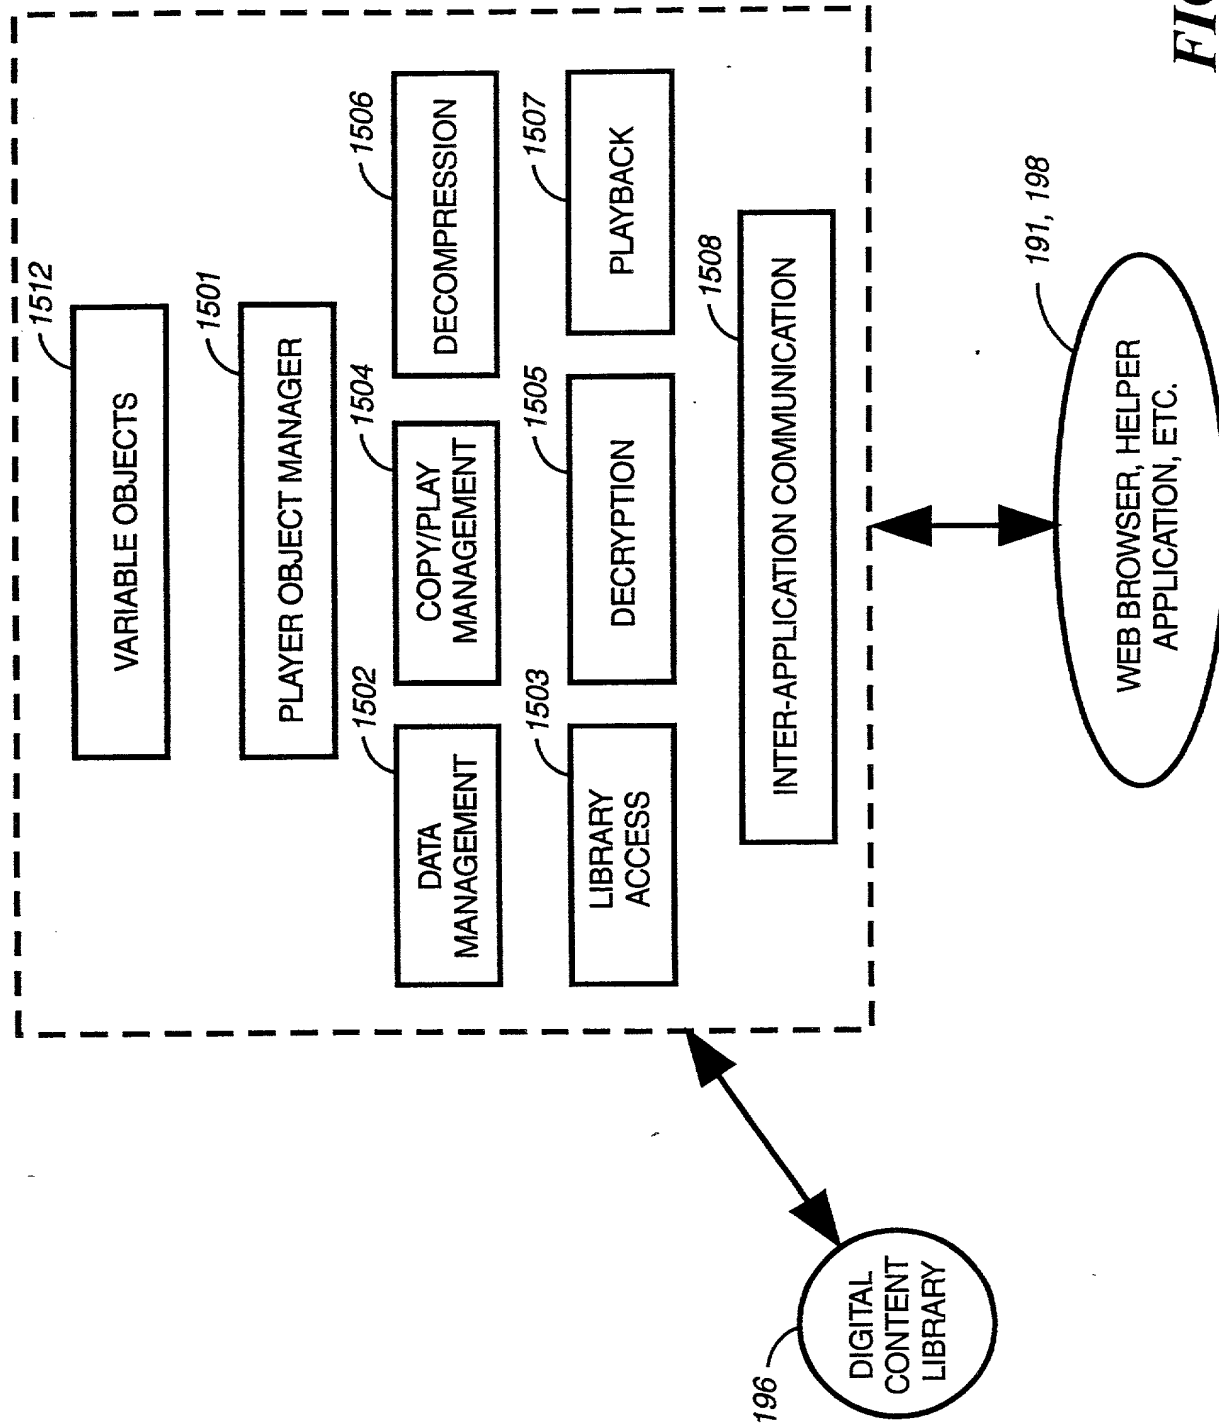 1512
VARIABLE OBJECTS
1501
PLAYER OBJECT MANAGER
1502
DATA
MANAGEMENT
1504
COPY/PLAY
MANAGEMENT
1506
DECOMPRESSION
1503
LIBRARY
ACCESS
1505
DECRYPTION
1507
PLAYBACK
1508
INTER-APPLICATION COMMUNICATION
196
DIGITAL
CONTENT
LIBRARY
191, 198
WEB BROWSER, HELPER
APPLICATION, ETC.